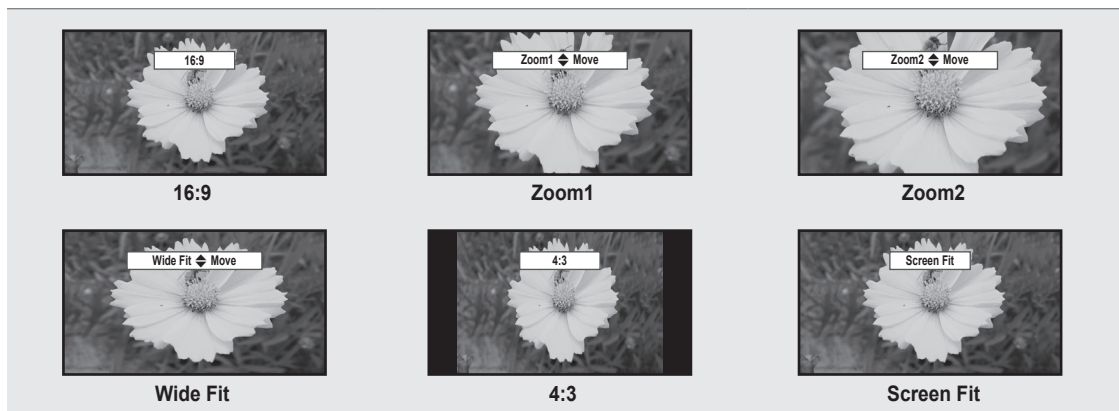 16:9
Zoom1 Move
Zoom2 Move
16:9
Zoom1
Zoom2
Wide Fit Move
4:3
Screen Fit
Wide Fit
4:3
Screen Fit